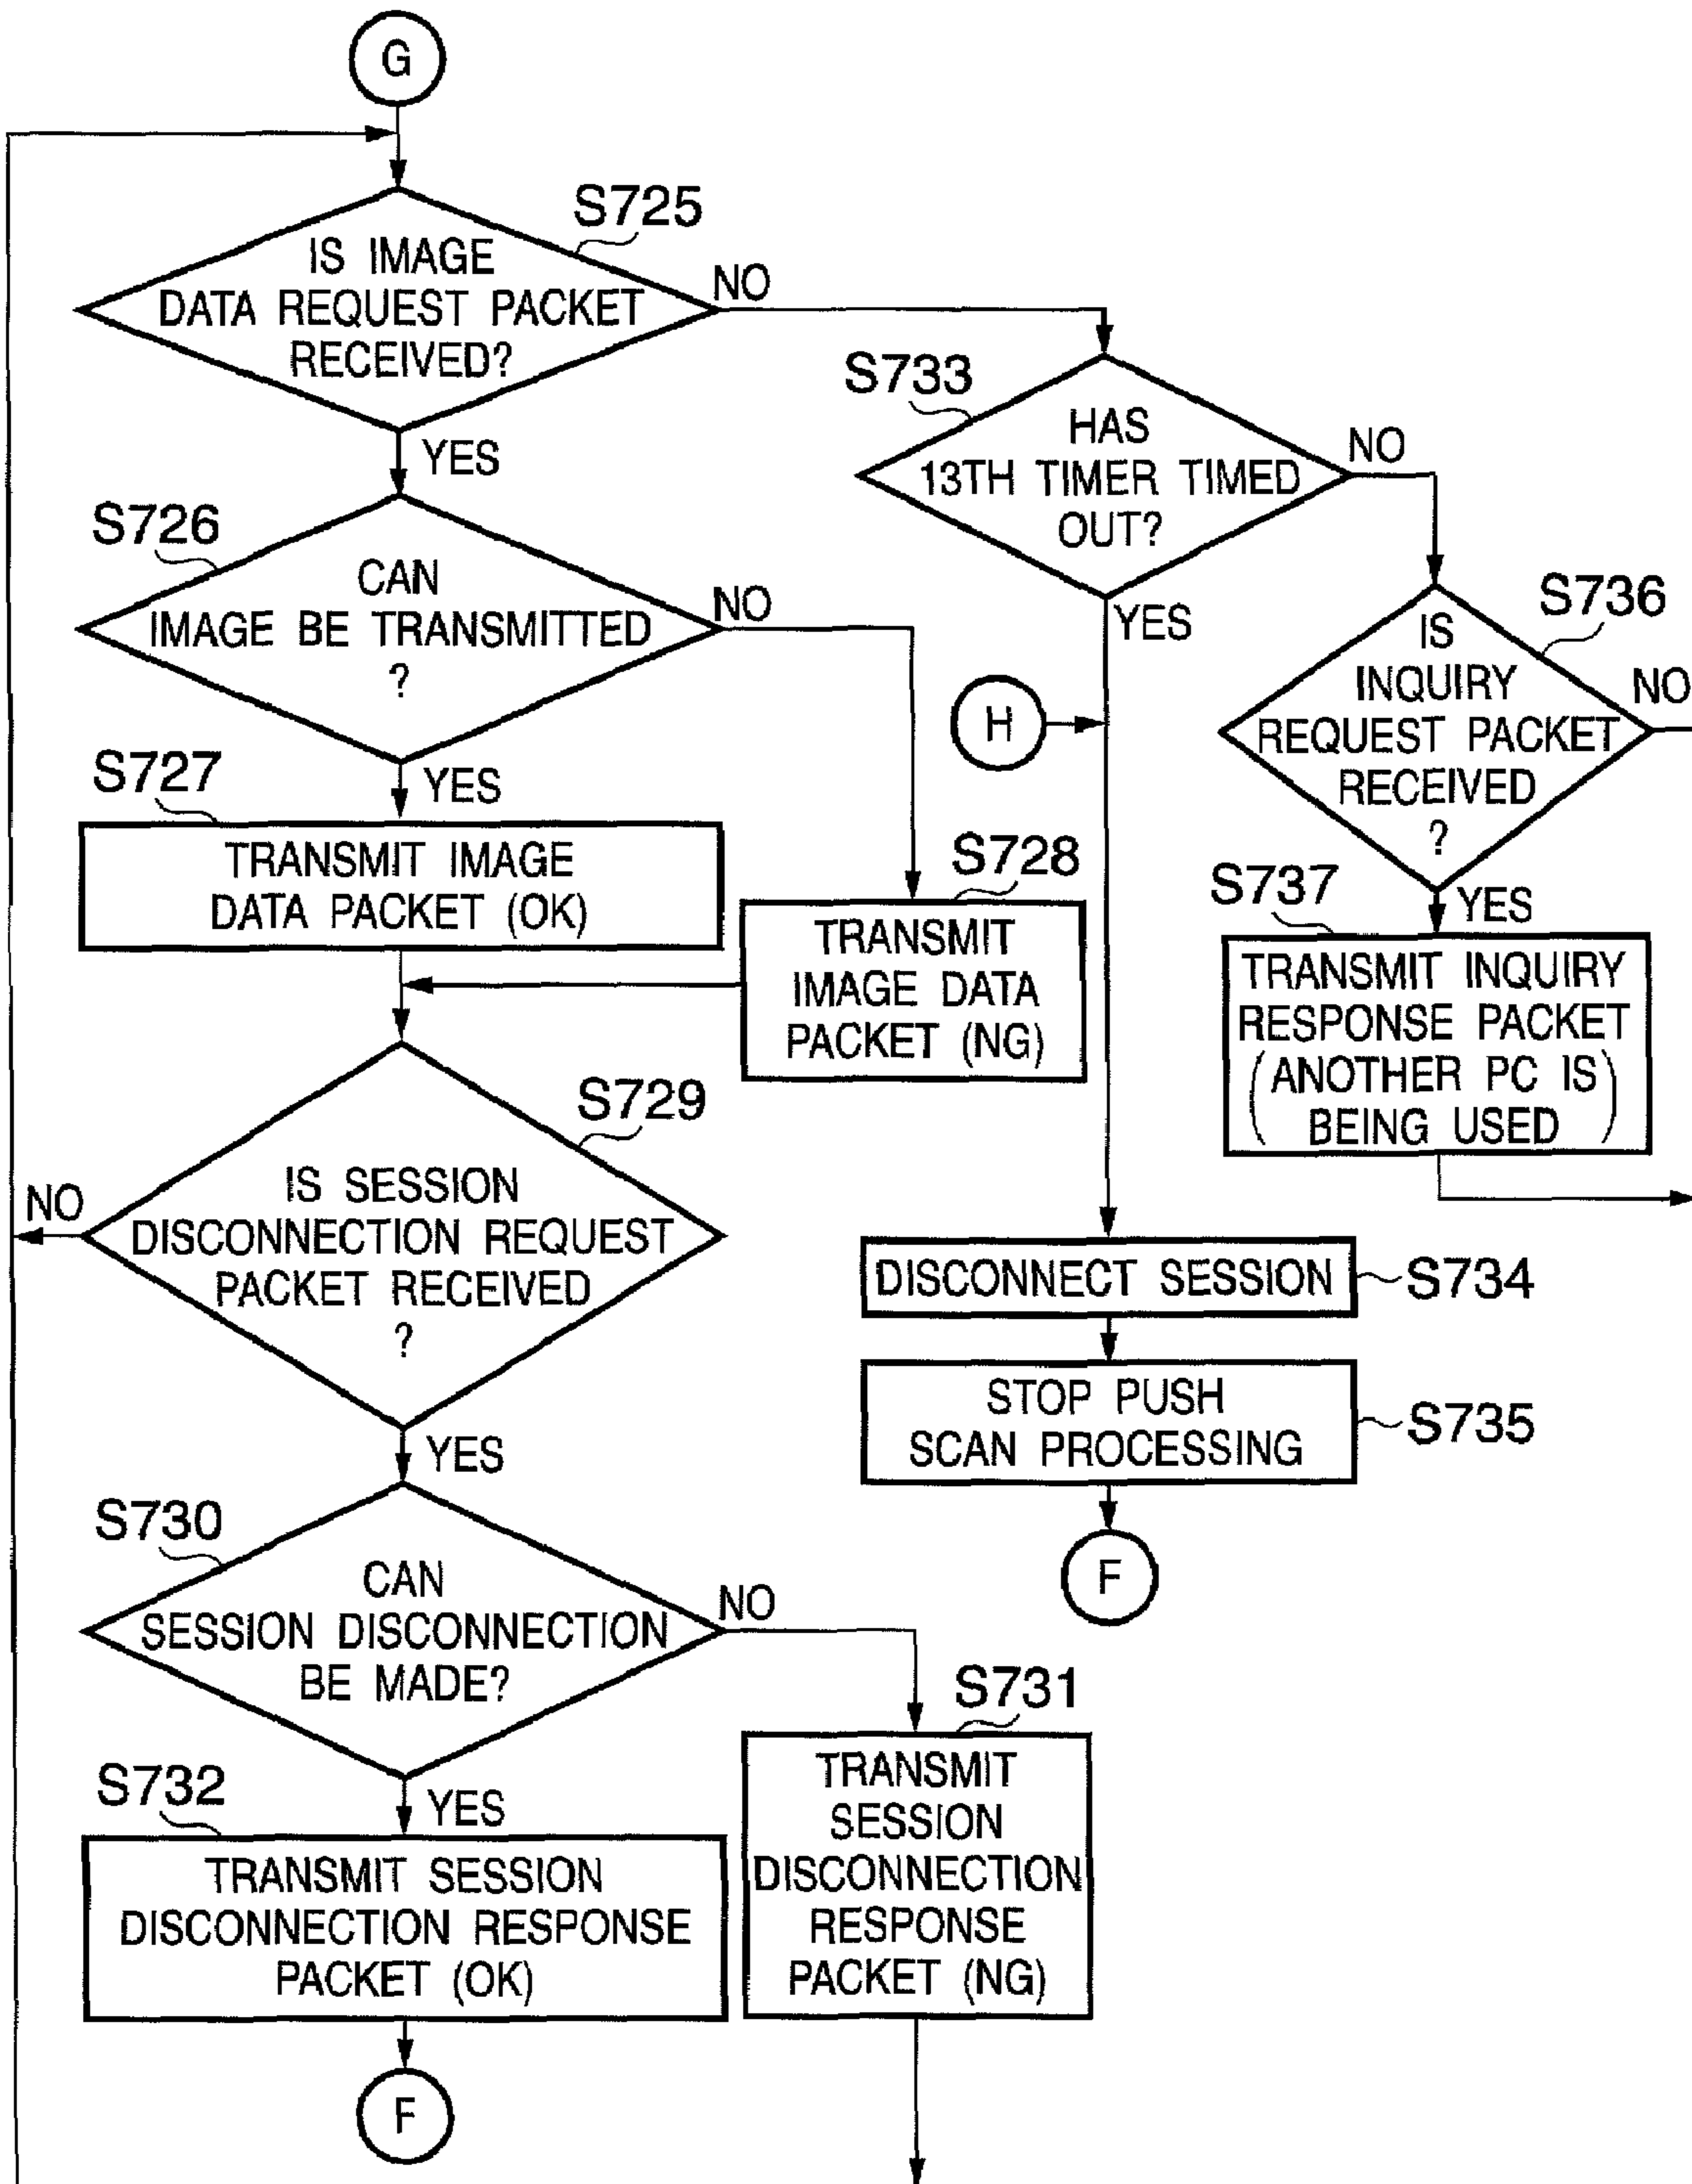 G
S725
IS IMAGE
DATA REQUEST PACKET
RECEIVED?
NO
YES
S733
HAS
13TH TIMER TIMED
OUT?
NO
YES
S726
CAN
IMAGE BE TRANSMITTED
?
NO
YES
H
S736
IS
INQUIRY
REQUEST PACKET
RECEIVED
?
NO
YES
S727
TRANSMIT IMAGE
DATA PACKET (OK)
S728
TRANSMIT
IMAGE DATA
PACKET (NG)
S737
TRANSMIT INQUIRY
RESPONSE PACKET
(ANOTHER PC IS
BEING USED)
S729
IS SESSION
DISCONNECTION REQUEST
PACKET RECEIVED
?
NO
YES
DISCONNECT SESSION
S734
STOP PUSH
SCAN PROCESSING
S735
F
S730
CAN
SESSION DISCONNECTION
BE MADE?
NO
YES
S731
TRANSMIT
SESSION
DISCONNECTION
RESPONSE
PACKET (NG)
S732
TRANSMIT SESSION
DISCONNECTION RESPONSE
PACKET (OK)
F